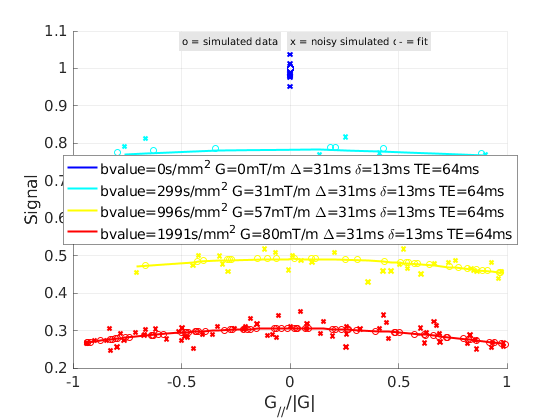 o = simulated data
x = noisy simulated
- = fit
1.1
1
0.9
0.8
0.7
0.6
0.5
0.4
0.3
0.2
Signal
bvalue=0s/mm² G=0mT/m Δ=31ms δ=13ms TE=64ms
bvalue=299s/mm² G=31mT/m Δ=31ms δ=13ms TE=64ms
bvalue=996s/mm² G=57mT/m Δ=31ms δ=13ms TE=64ms
bvalue=1991s/mm² G=80mT/m Δ=31ms δ=13ms TE=64ms
-1
-0.5
0
0.5
1
G//​/|G|